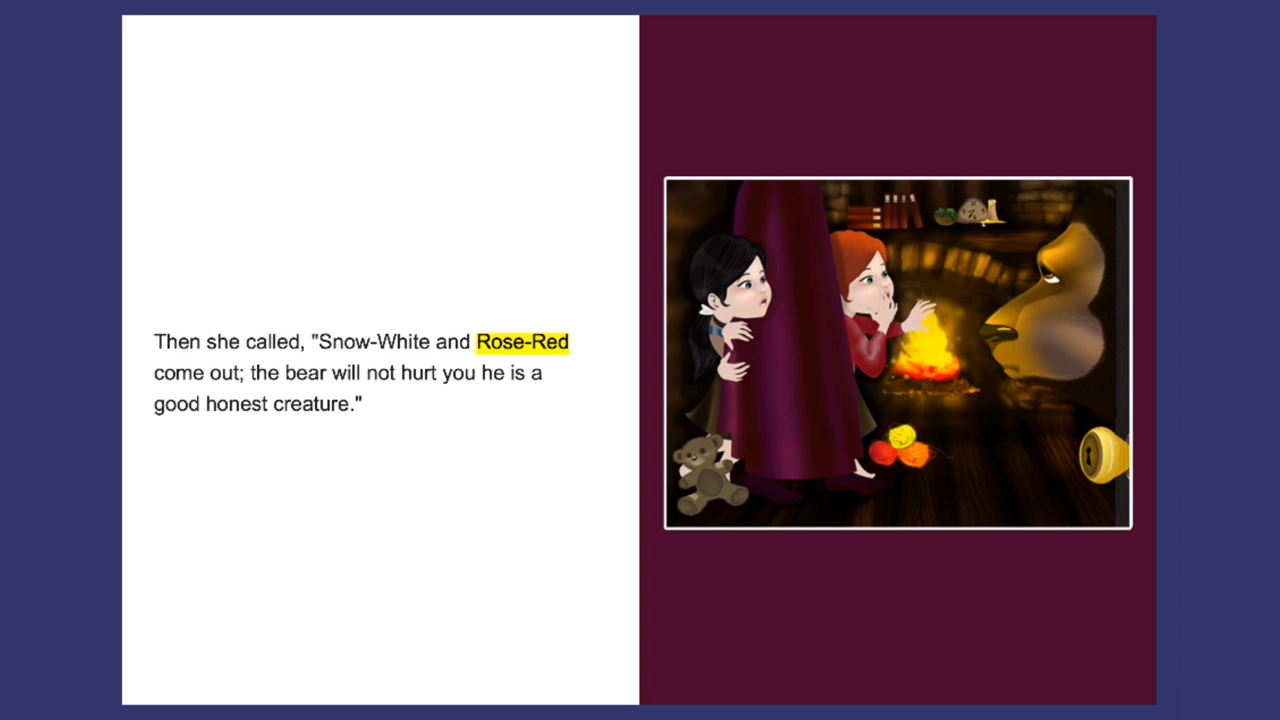 Then she called, "Snow-White and Rose-Red
come out; the bear will not hurt you he is a
good honest creature."